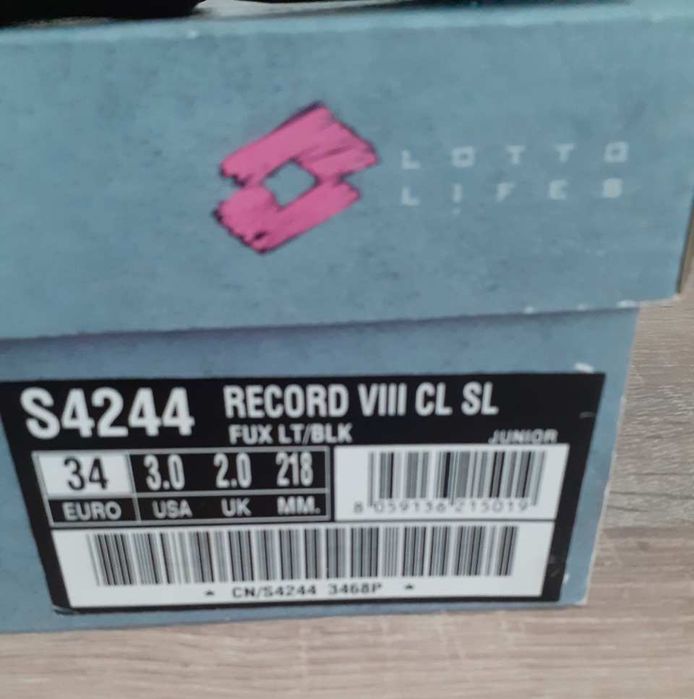 LOTTO
LIFES
S4244 RECORD VIII CL SL
FUX LT/BLK
JUNIOR
34 3.0 2.0 218
EURO USA UK MM.
8 059136 215019
CN/S4244 3468P